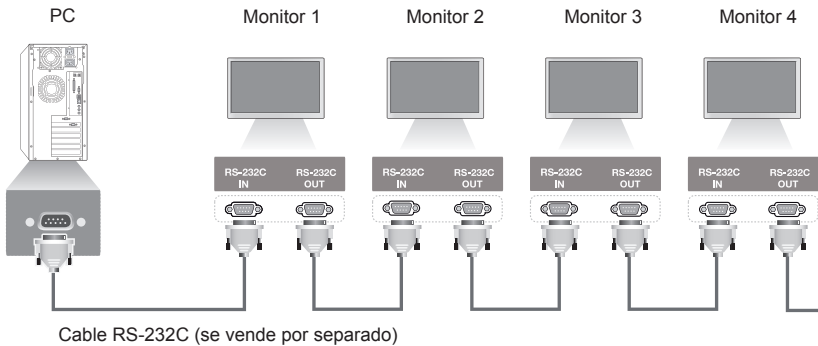 PC Monitor 1 Monitor 2 Monitor 3 Monitor 4
RS-232C RS-232C RS-232C RS-232C RS-232C RS-232C RS-232C RS-232C
IN OUT IN OUT IN OUT IN OUT
Cable RS-232C (se vende por separado)